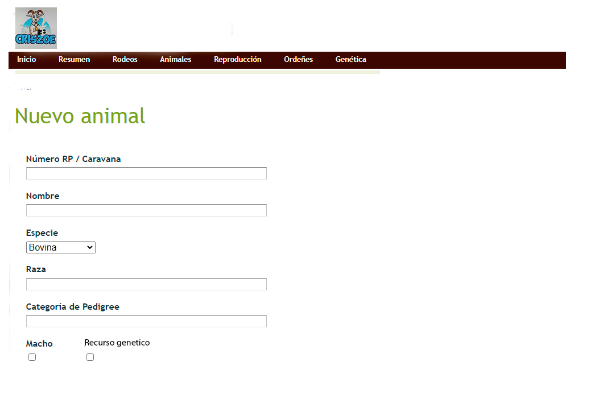 CRIOZOE
Inicio Resumen Rodeos Animales Reproducción Ordeñes Genética
Nuevo animal
Número RP / Caravana
Nombre
Especie
Bovina
Raza
Categoria de Pedigree
Macho Recurso genetico